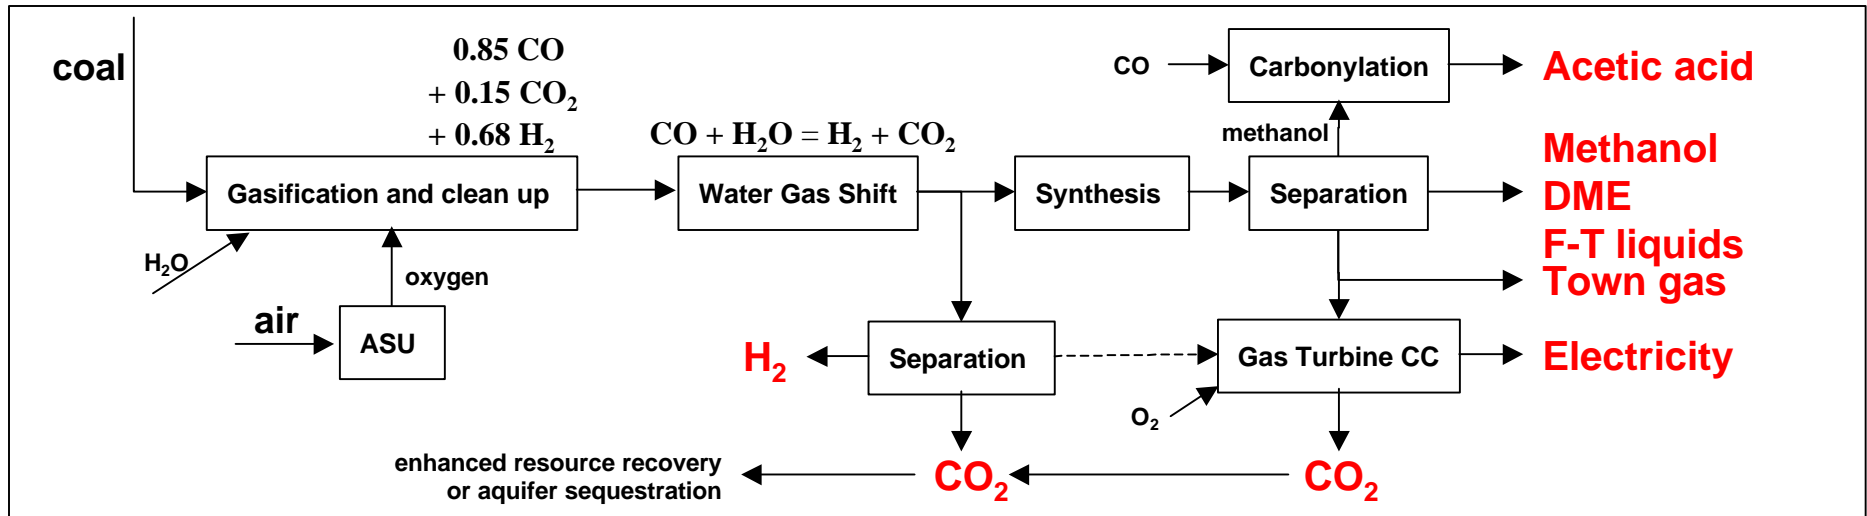 coal
0.85 CO
+ 0.15 CO₂
+ 0.68 H₂
CO + H₂O = H₂ + CO₂
CO
Carbonylation
Acetic acid
methanol
Methanol
Gasification and clean up
Water Gas Shift
Synthesis
Separation
DME
F-T liquids
H₂O
oxygen
Town gas
air
ASU
H₂
Separation
Gas Turbine CC
Electricity
O₂
enhanced resource recovery
or aquifer sequestration
CO₂
CO₂